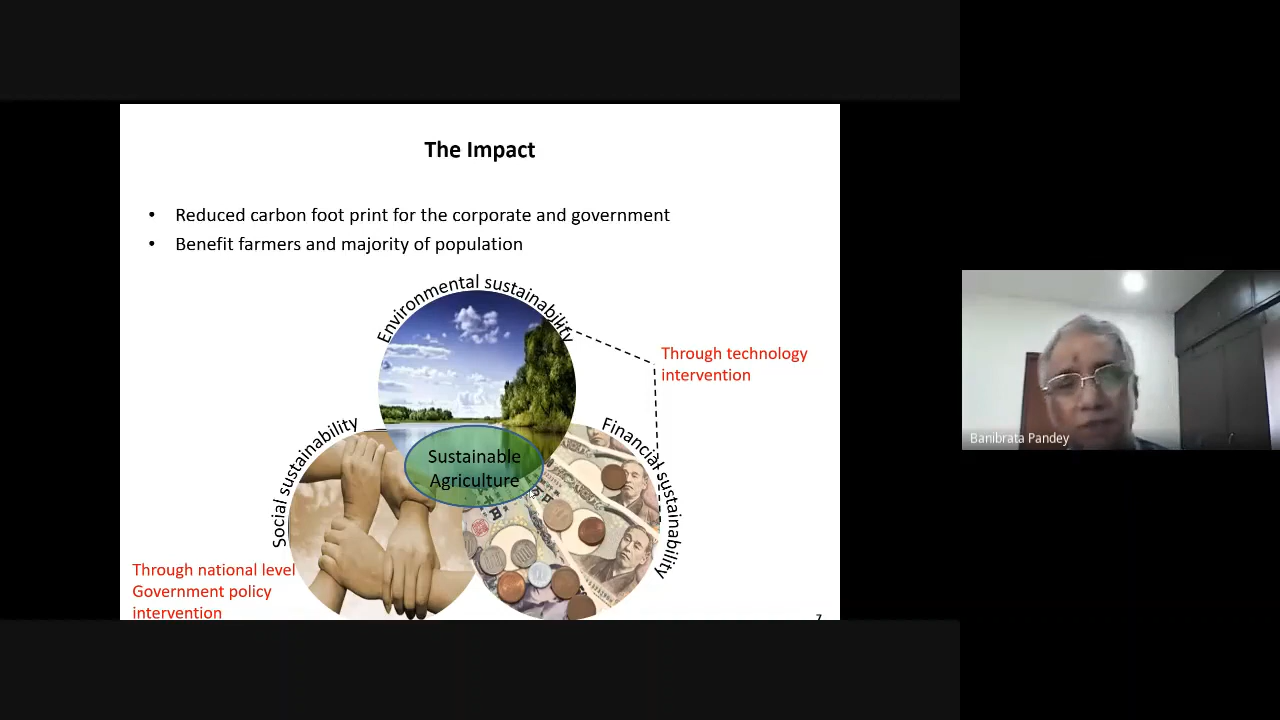 The Impact
• Reduced carbon foot print for the corporate and government
• Benefit farmers and majority of population
Environmental sustainability
Through technology
intervention
Social sustainability
Financial sustainability
Sustainable
Agriculture
Through national level
Government policy
intervention
7
Banibrata Pandey